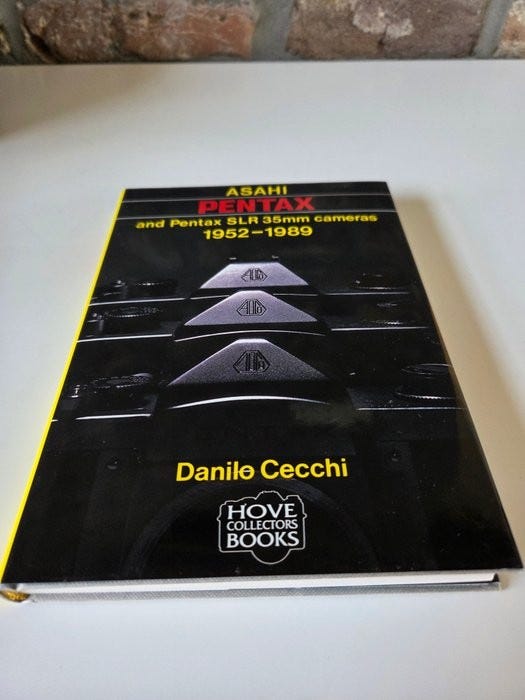 ASAHI
PENTAX
and Pentax SLR 35mm cameras
1952–1989
Danilo Cecchi
HOVE
COLLECTORS
BOOKS